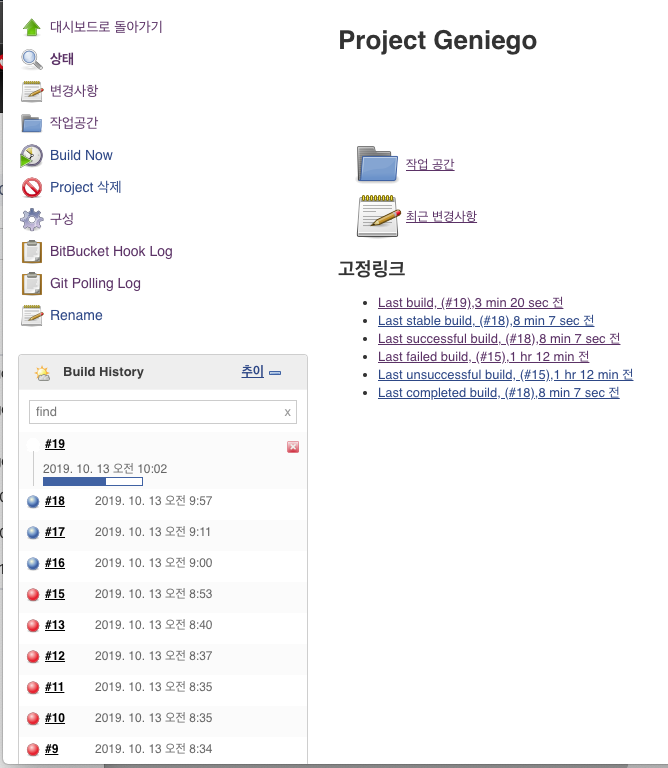 대시보드로 돌아가기
상태
변경사항
작업공간
Build Now
Project 삭제
구성
BitBucket Hook Log
Git Polling Log
Rename
Build History 추이
find x
#19
2019. 10. 13 오전 10:02
#18 2019. 10. 13 오전 9:57
#17 2019. 10. 13 오전 9:11
#16 2019. 10. 13 오전 9:00
#15 2019. 10. 13 오전 8:53
#13 2019. 10. 13 오전 8:40
#12 2019. 10. 13 오전 8:37
#11 2019. 10. 13 오전 8:35
#10 2019. 10. 13 오전 8:35
#9 2019. 10. 13 오전 8:34
Project Geniego
작업 공간
최근 변경사항
고정링크
Last build, (#19),3 min 20 sec 전
Last stable build, (#18),8 min 7 sec 전
Last successful build, (#18),8 min 7 sec 전
Last failed build, (#15),1 hr 12 min 전
Last unsuccessful build, (#15),1 hr 12 min 전
Last completed build, (#18),8 min 7 sec 전